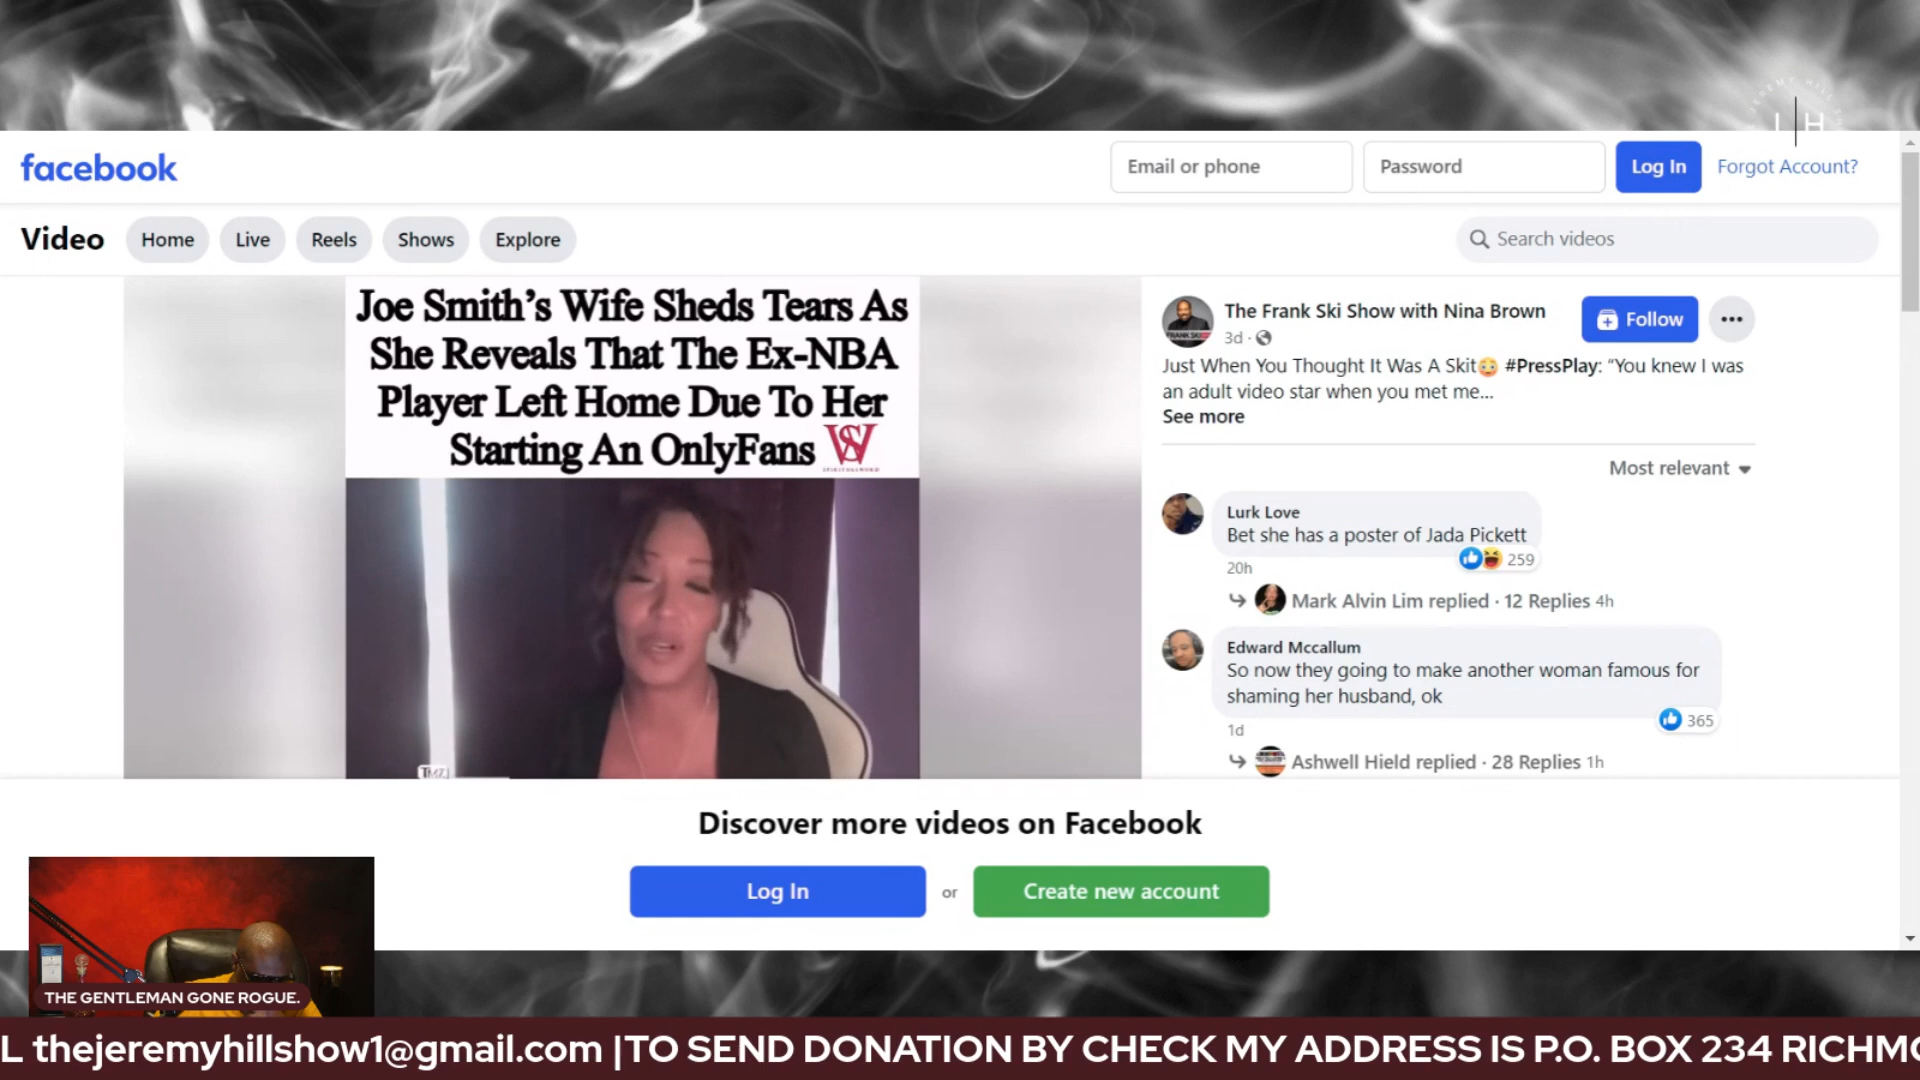 JEREMY HILL
L H
facebook
Email or phone
Password
Log In
Forgot Account?
Video
Home
Live
Reels
Shows
Explore
Search videos
Joe Smith's Wife Sheds Tears As
She Reveals That The Ex-NBA
Player Left Home Due To Her
Starting An OnlyFans
TMZ
The Frank Ski Show with Nina Brown
3d ·
Follow
Just When You Thought It Was A Skit😳 #PressPlay: “You knew I was
an adult video star when you met me...
See more
Most relevant
Lurk Love
Bet she has a poster of Jada Pickett
259
20h
Mark Alvin Lim replied · 12 Replies 4h
Edward Mccallum
So now they going to make another woman famous for
shaming her husband, ok
365
1d
Ashwell Hield replied · 28 Replies 1h
Discover more videos on Facebook
Log In
or
Create new account
THE GENTLEMAN GONE ROGUE.
L thejeremyhillshow1@gmail.com |TO SEND DONATION BY CHECK MY ADDRESS IS P.O. BOX 234 RICHMO